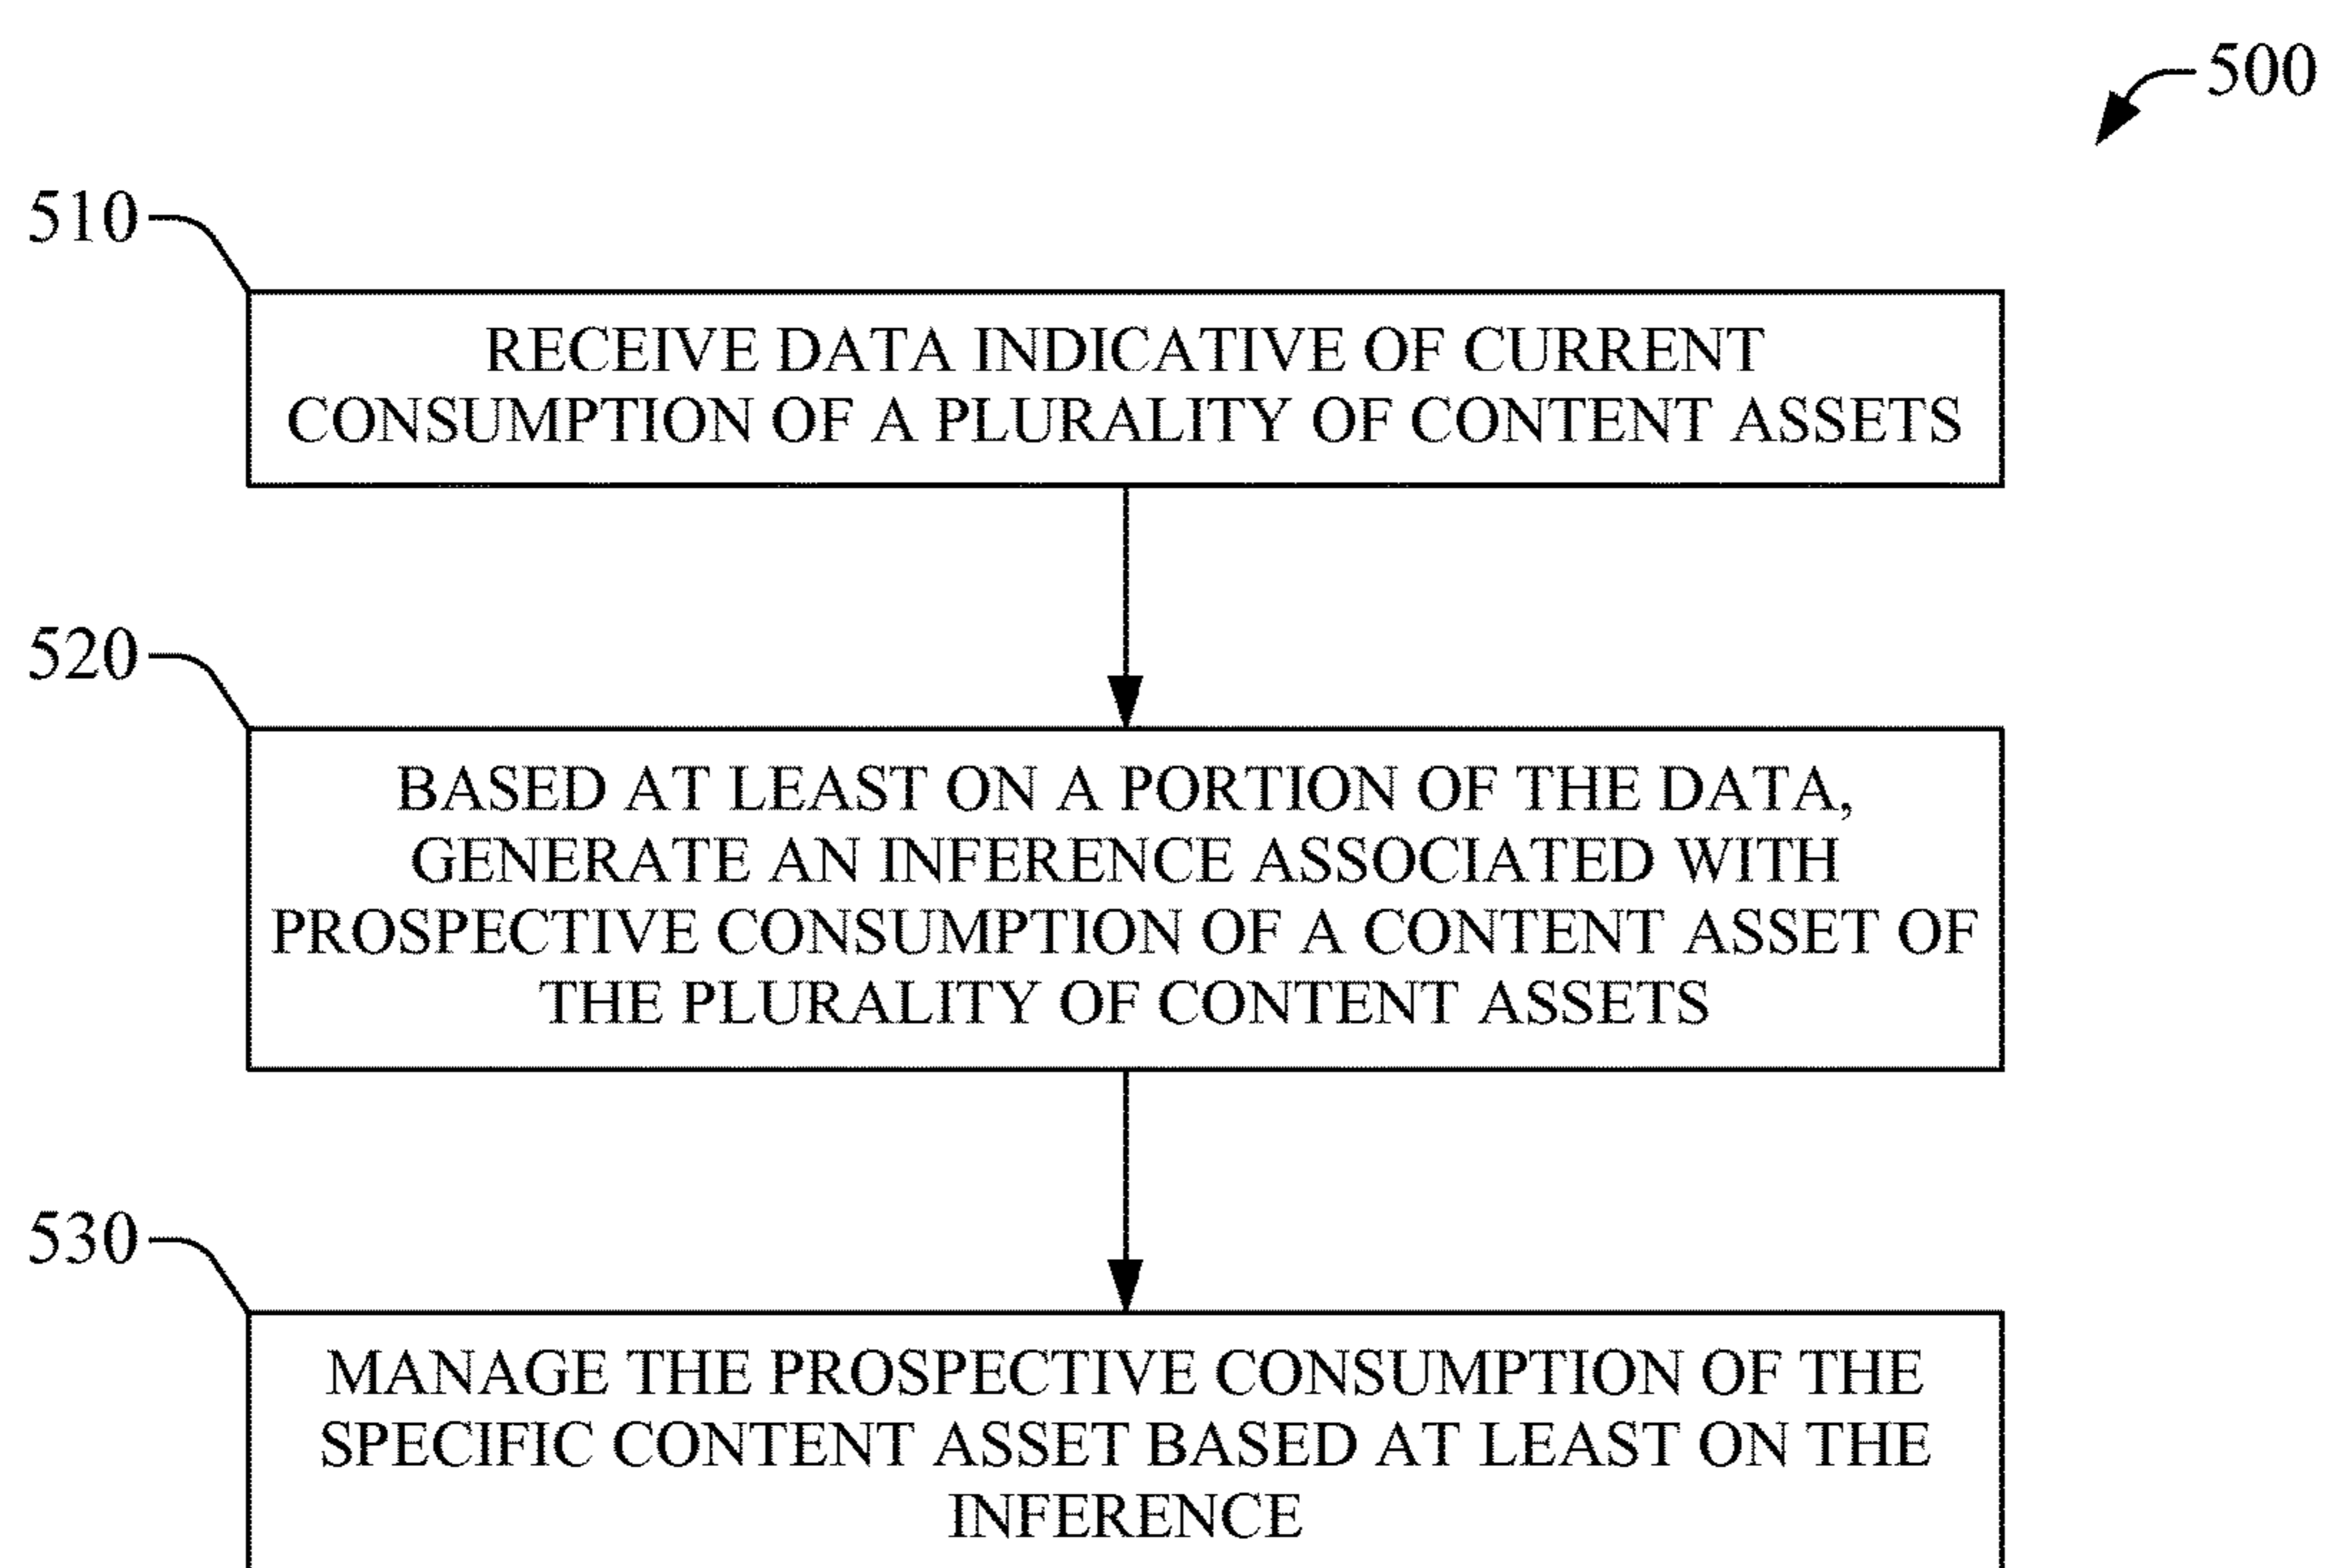 500
510
RECEIVE DATA INDICATIVE OF CURRENT
CONSUMPTION OF A PLURALITY OF CONTENT ASSETS
520
BASED AT LEAST ON A PORTION OF THE DATA,
GENERATE AN INFERENCE ASSOCIATED WITH
PROSPECTIVE CONSUMPTION OF A CONTENT ASSET OF
THE PLURALITY OF CONTENT ASSETS
530
MANAGE THE PROSPECTIVE CONSUMPTION OF THE
SPECIFIC CONTENT ASSET BASED AT LEAST ON THE
INFERENCE